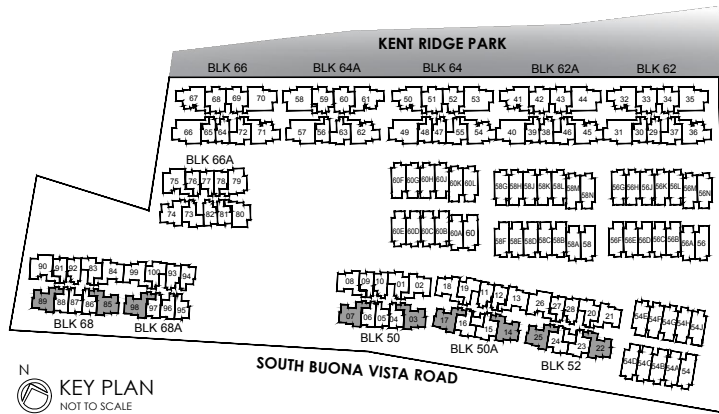 KENT RIDGE PARK
BLK 66 BLK 64A BLK 64 BLK 62A BLK 62
67 68 69 70 58 59 60 61 50 51 52 53 41 42 43 44 32 33 34 35
66 65 64 72 71 57 56 63 62 49 48 47 55 54 40 39 38 46 45 31 30 29 37 36
BLK 66A
75 76 77 78 79 60F 60G 60H 60J 60K 60L 58G 58H 58J 58K 58L 58M 58N 56G 56H 56J 56K 56L 56M 56N
74 73 82 81 80 60E 60D 60C 60B 60A 60 58F 58E 58D 58C 58B 58A 58 56F 56E 56D 56C 56B 56A 56
90 91 92 83 84 99 100 93 94 08 09 10 01 02 18 19 11 12 13 26 27 28 20 21 54E 54F 54G 54H 54J
89 88 87 86 85 98 97 96 95 07 06 05 04 03 17 16 15 14 25 24 23 22 54D 54C 54B 54A 54
BLK 68 BLK 68A BLK 50 BLK 50A BLK 52
SOUTH BUONA VISTA ROAD
N
KEY PLAN
NOT TO SCALE